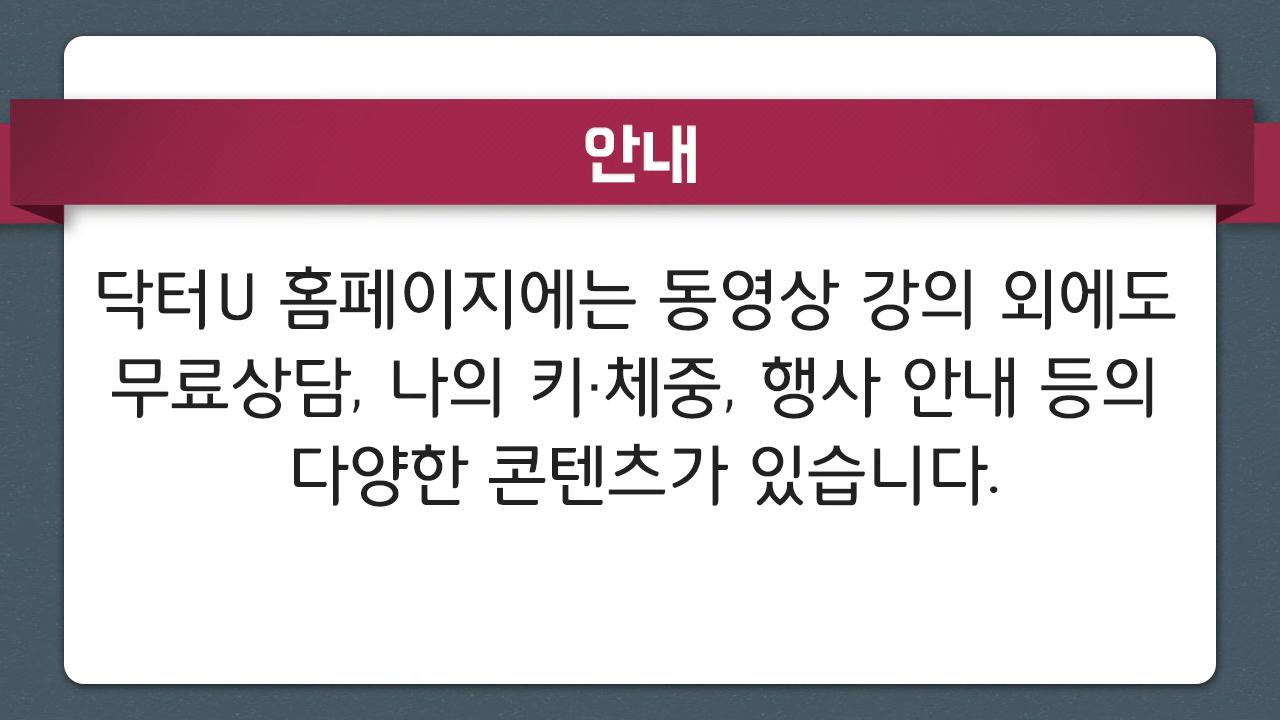 안내
닥터U 홈페이지에는 동영상 강의 외에도
무료상담, 나의 키·체중, 행사 안내 등의
다양한 콘텐츠가 있습니다.